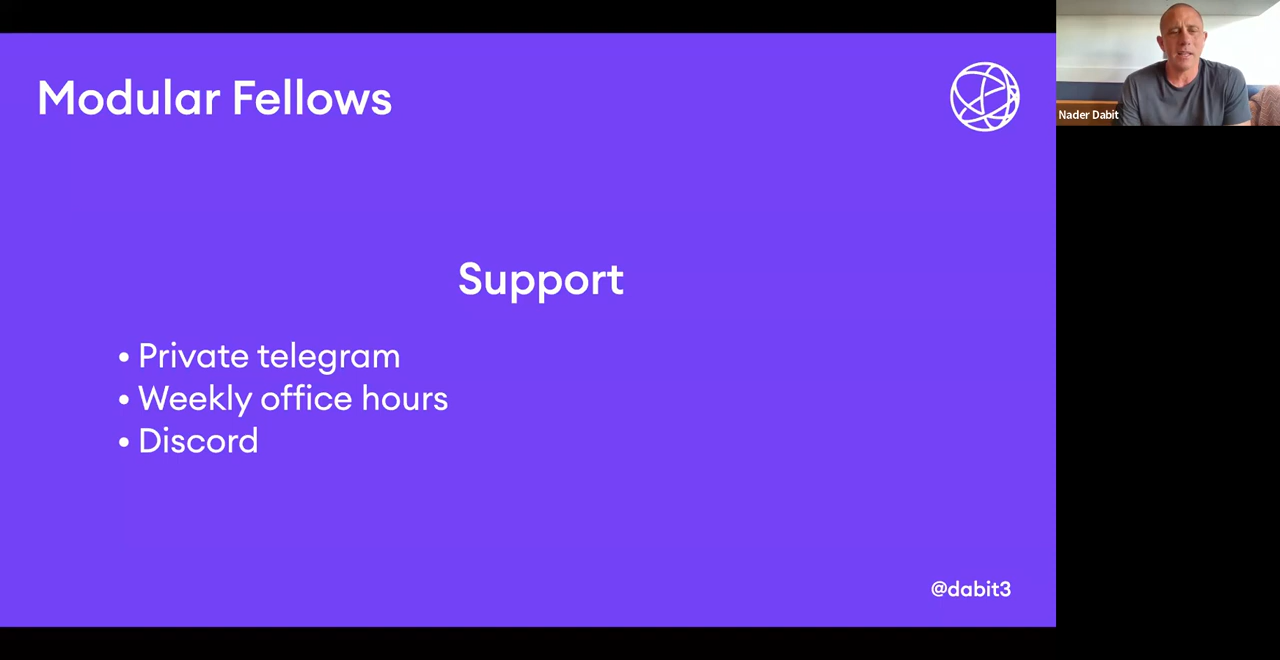 Modular Fellows
Nader Dabit
Support
• Private telegram
• Weekly office hours
• Discord
@dabit3